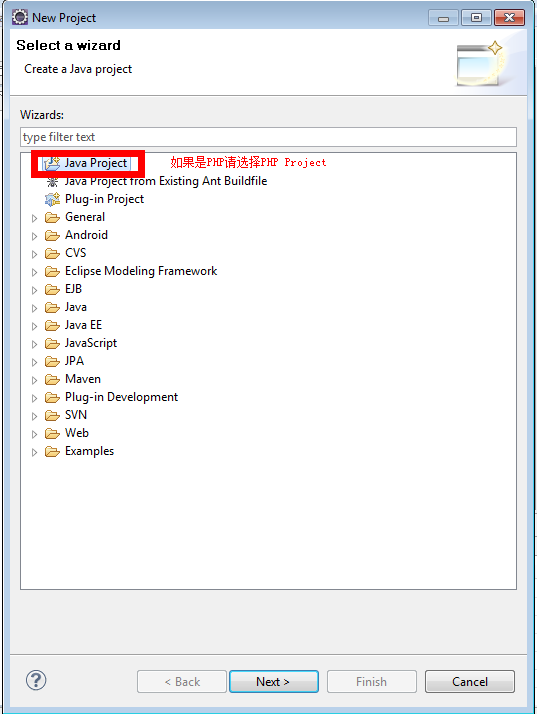 New Project
Select a wizard
Create a Java project
Wizards:
type filter text
Java Project 如果是PHP请选择PHP Project
Java Project from Existing Ant Buildfile
Plug-in Project
General
Android
CVS
Eclipse Modeling Framework
EJB
Java
Java EE
JavaScript
JPA
Maven
Plug-in Development
SVN
Web
Examples
? < Back Next > Finish Cancel